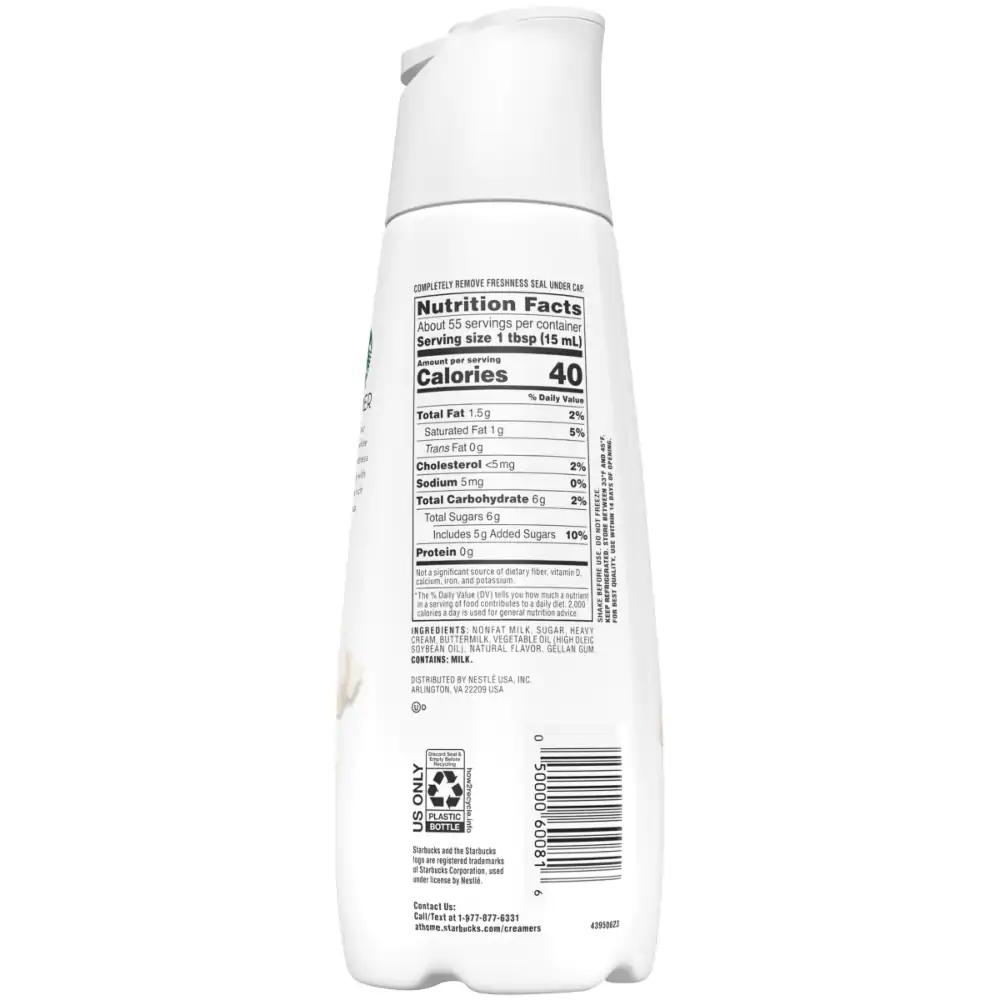 COMPLETELY REMOVE FRESHNESS SEAL UNDER CAP.
Nutrition Facts
About 55 servings per container
Serving size 1 tbsp (15 mL)
Amount per serving
Calories 40
% Daily Value
Total Fat 1.5g 2%
Saturated Fat 1g 5%
Trans Fat 0g
Cholesterol <5mg 2%
Sodium 5mg 0%
Total Carbohydrate 6g 2%
Total Sugars 6g
Includes 5g Added Sugars 10%
Protein 0g
Not a significant source of dietary fiber, vitamin D,
calcium, iron, and potassium.
*The % Daily Value (DV) tells you how much a nutrient
in a serving of food contributes to a daily diet. 2,000
calories a day is used for general nutrition advice.
SHAKE BEFORE USE. DO NOT FREEZE.
KEEP REFRIGERATED. STORE BETWEEN 33°F AND 45°F.
FOR BEST QUALITY, USE WITHIN 14 DAYS OF OPENING.
INGREDIENTS: NONFAT MILK, SUGAR, HEAVY
CREAM, BUTTERMILK, VEGETABLE OIL (HIGH OLEIC
SOYBEAN OIL), NATURAL FLAVOR, GELLAN GUM.
CONTAINS: MILK.
DISTRIBUTED BY NESTLÉ USA, INC.
ARLINGTON, VA 22209 USA
U D
US ONLY
Discard Seal &
Empty Before
Recycling
PLASTIC
BOTTLE
how2recycle.info
0 50000 60081 6
Starbucks and the Starbucks
logo are registered trademarks
of Starbucks Corporation, used
under license by Nestlé.
Contact Us:
Call/Text at 1-977-877-6331
athome.starbucks.com/creamers
43950623